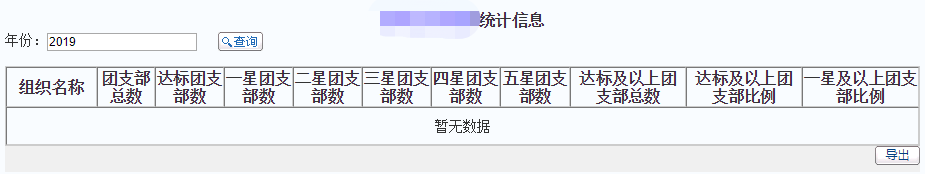 统计信息
年份：2019 查询
组织名称 团支部总数 达标团支部数 一星团支部数 二星团支部数 三星团支部数 四星团支部数 五星团支部数 达标及以上团支部总数 达标及以上团支部比例 一星及以上团支部比例
暂无数据
导出